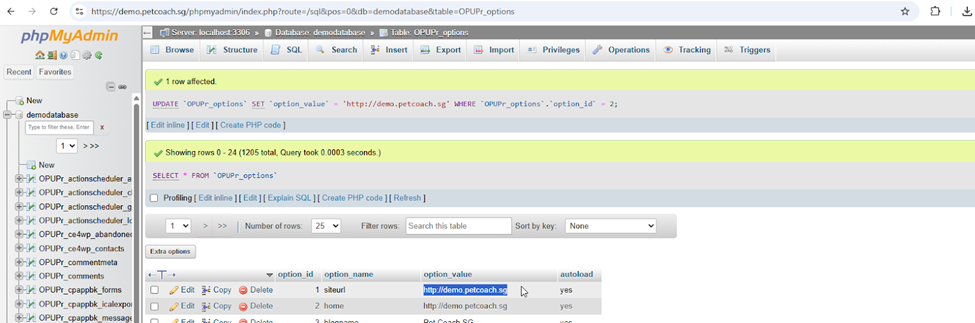 https://demo.petcoach.sg/phpmyadmin/index.php?route=/sql&pos=0&db=demodatabase&table=OPUPr_options
phpMyAdmin
Server: localhost:3306 » Database: demodatabase » Table: OPUPr_options
Browse Structure SQL Search Insert Export Import Privileges Operations Tracking Triggers
Recent Favorites
New
demodatabase
Type to filter these, Enter
x
1 > >>
New
OPUPr_actionscheduler_a
OPUPr_actionscheduler_c
OPUPr_actionscheduler_g
OPUPr_actionscheduler_lo
OPUPr_ce4wp_abandone
OPUPr_ce4wp_contacts
OPUPr_commentmeta
OPUPr_comments
OPUPr_cpappbk_forms
OPUPr_cpappbk_icalexpor
OPUPr_cpappbk_message
1 row affected.
UPDATE `OPUPr_options` SET `option_value` = 'http://demo.petcoach.sg' WHERE `OPUPr_options`.`option_id` = 2;
[ Edit inline ] [ Edit ] [ Create PHP code ]
Showing rows 0 - 24 (1205 total, Query took 0.0003 seconds.)
SELECT * FROM `OPUPr_options`
Profiling [ Edit inline ] [ Edit ] [ Explain SQL ] [ Create PHP code ] [ Refresh ]
1 > >> Number of rows: 25 Filter rows: Search this table Sort by key: None
Extra options
option_id option_name option_value autoload
Edit Copy Delete 1 siteurl http://demo.petcoach.sg yes
Edit Copy Delete 2 home http://demo.petcoach.sg yes
Edit Copy Delete 3 blogname Pet Coach SG yes